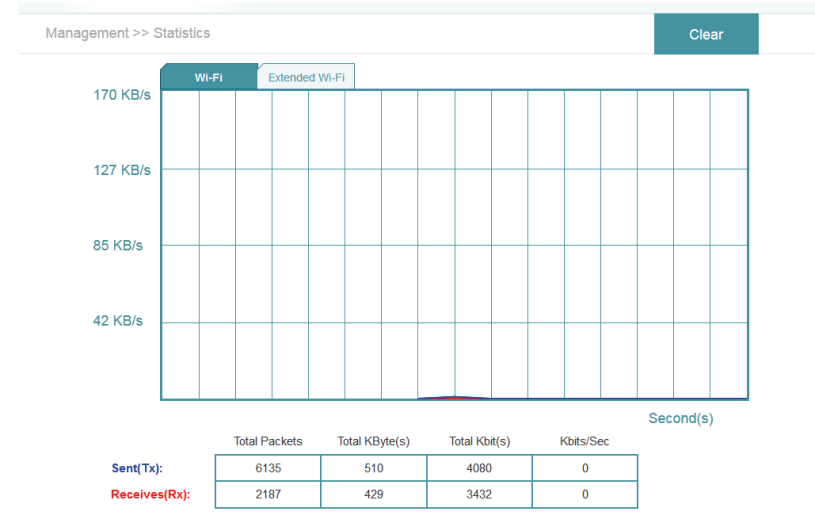 Management >> Statistics
Clear
Wi-Fi Extended Wi-Fi
170 KB/s
127 KB/s
85 KB/s
42 KB/s
Second(s)
Total Packets Total KByte(s) Total Kbit(s) Kbits/Sec
Sent(Tx): 6135 510 4080 0
Receives(Rx): 2187 429 3432 0